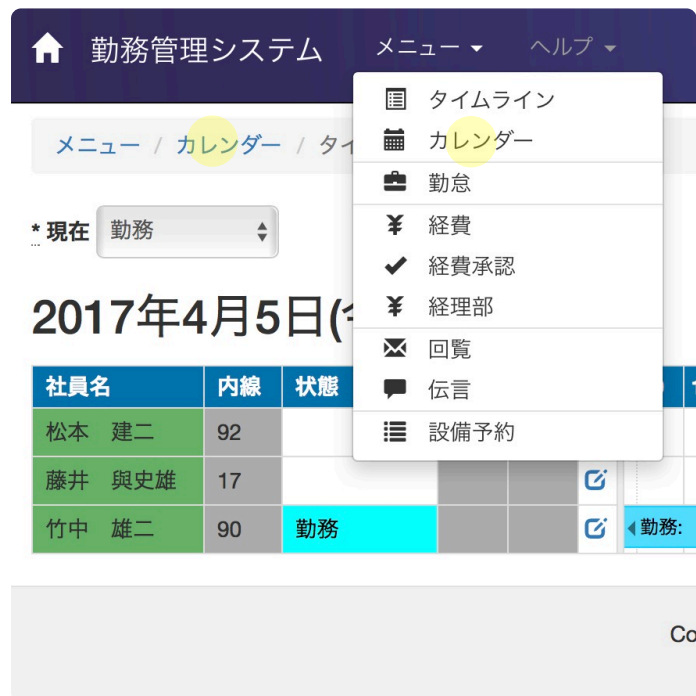 勤務管理システム メニュー ヘルプ
タイムライン
カレンダー
勤怠
経費
経費承認
経理部
回覧
伝言
設備予約
メニュー / カレンダー / タイ
* 現在 勤務
2017年4月5日(
社員名 内線 状態
松本 建二 92
藤井 與史雄 17
竹中 雄二 90 勤務 勤務:
Co